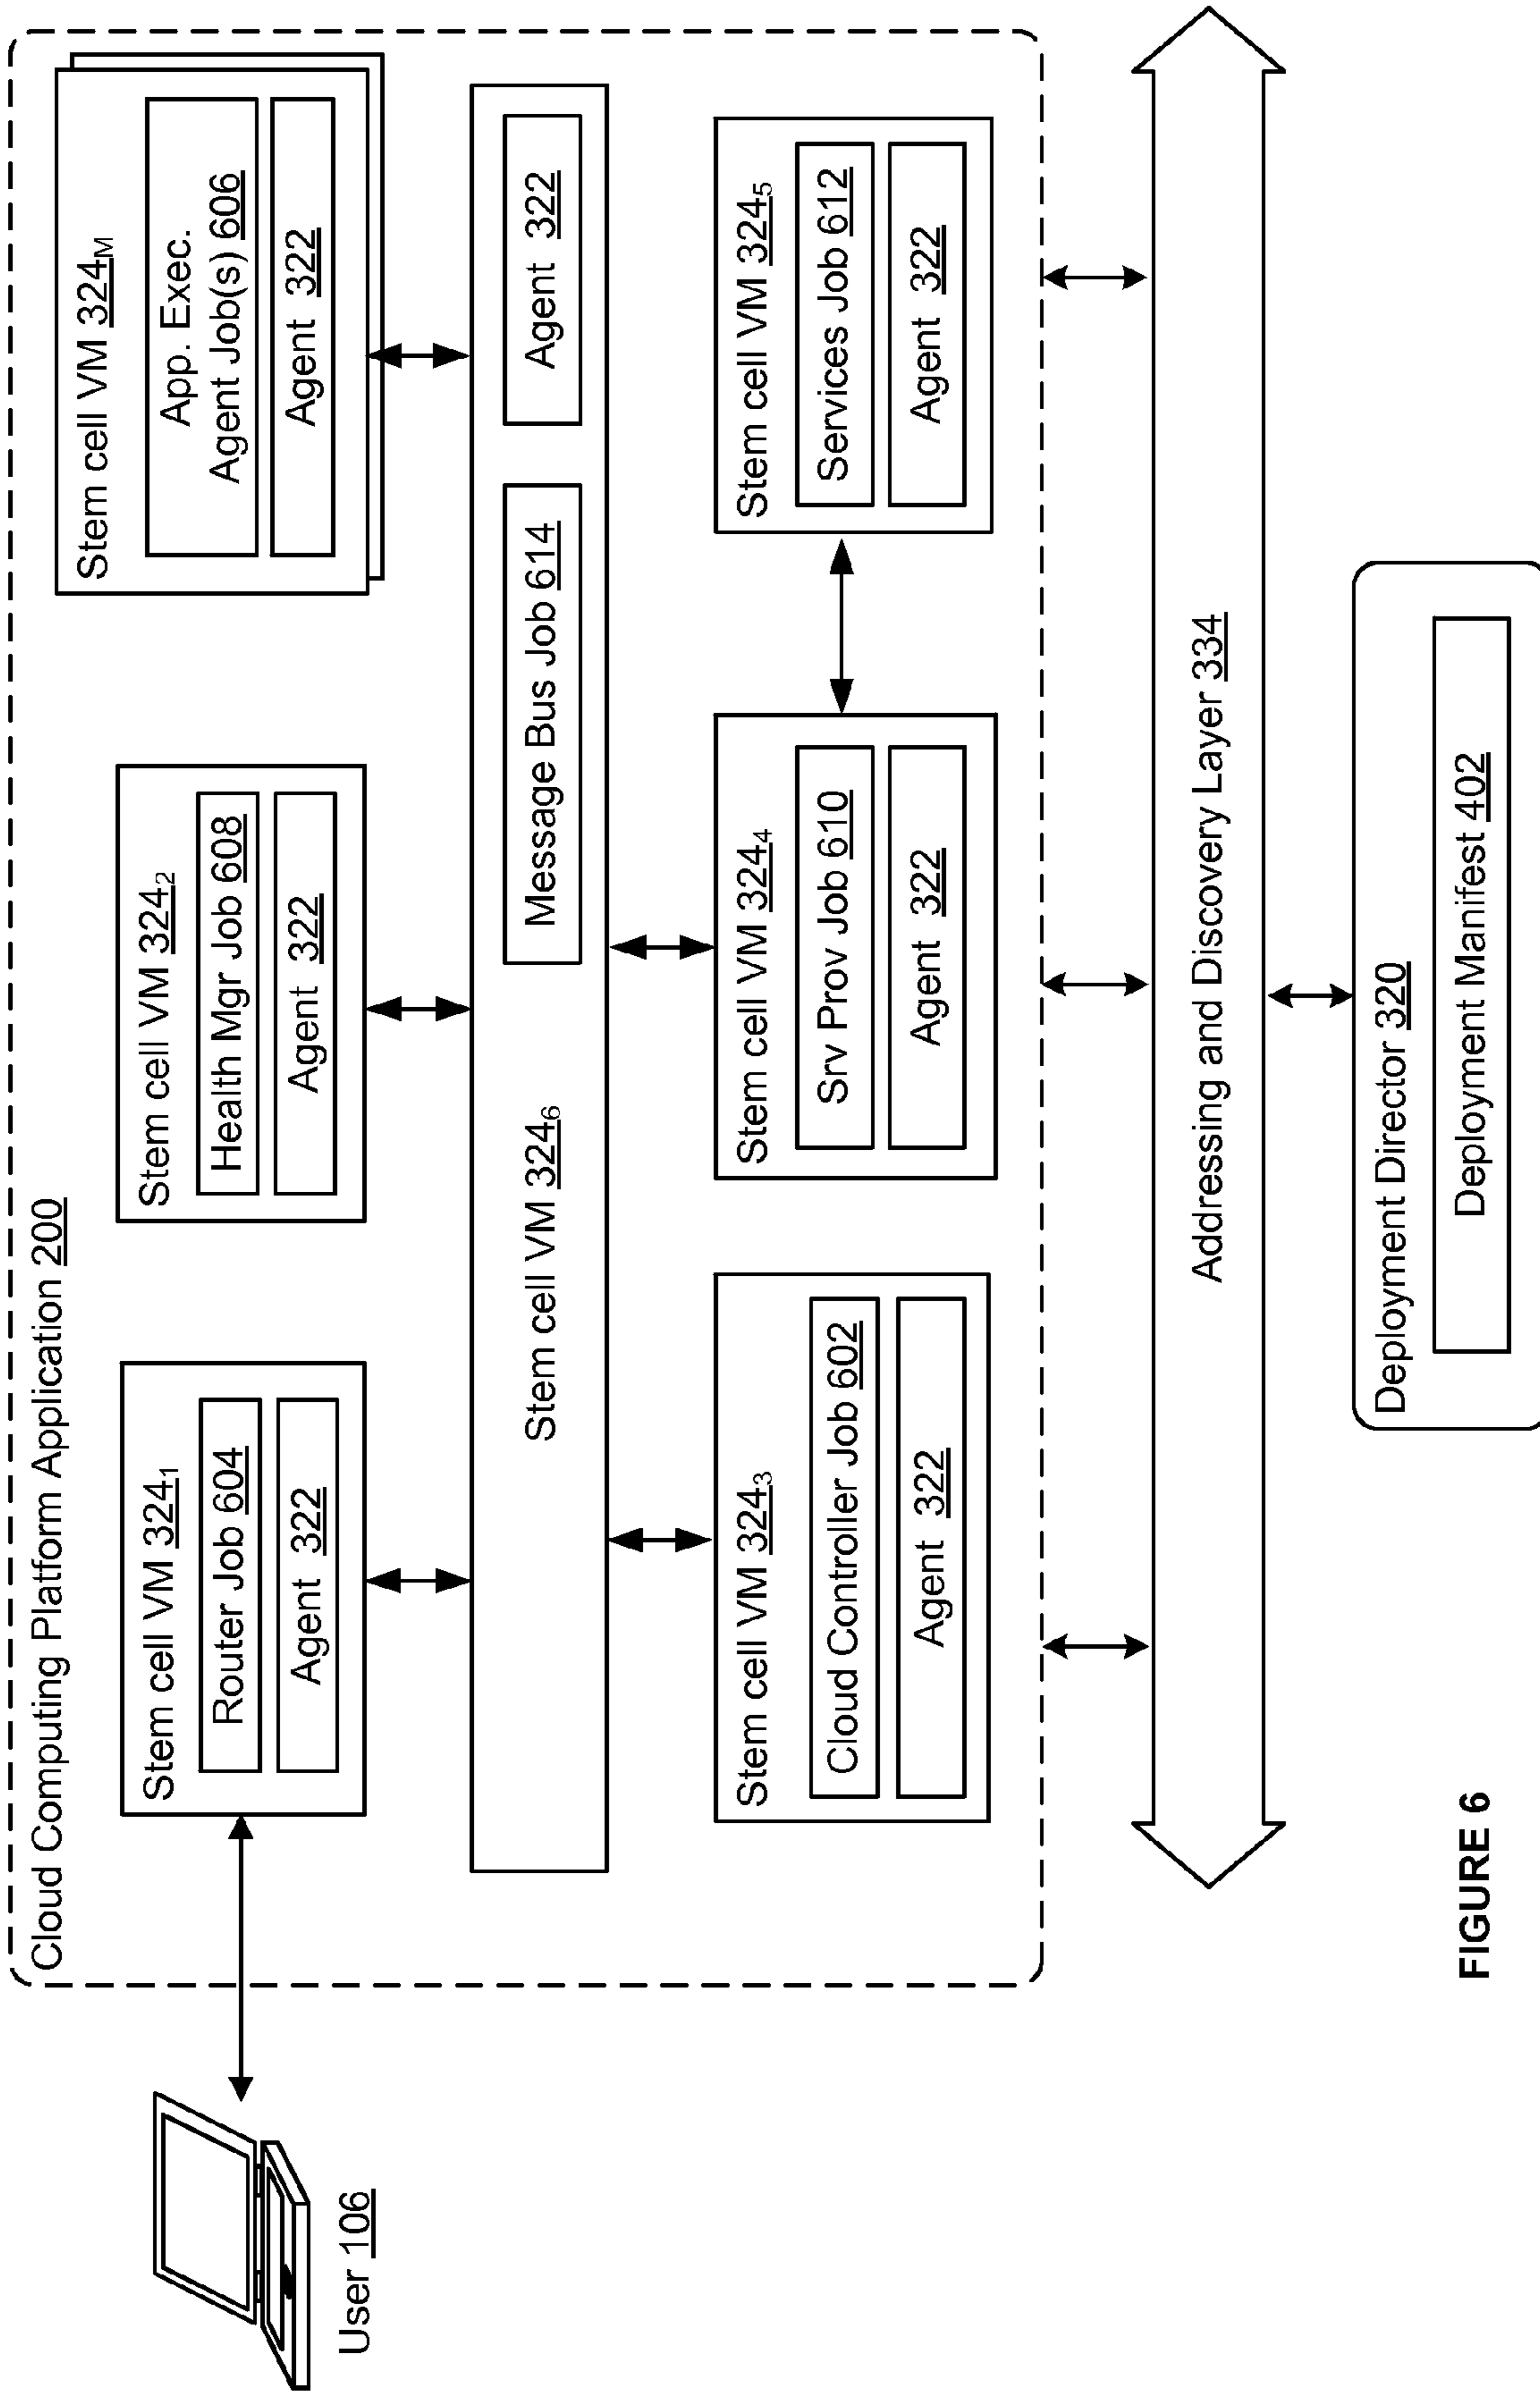 Cloud Computing Platform Application 200
Stem cell VM 324₁
Router Job 604
Agent 322
Stem cell VM 324₂
Health Mgr Job 608
Agent 322
Stem cell VM 324M
App. Exec.
Agent Job(s) 606
Agent 322
User 106
Stem cell VM 324₆
Message Bus Job 614
Agent 322
Stem cell VM 324₃
Cloud Controller Job 602
Agent 322
Stem cell VM 324₄
Srv Prov Job 610
Agent 322
Stem cell VM 324₅
Services Job 612
Agent 322
Addressing and Discovery Layer 334
Deployment Director 320
Deployment Manifest 402
FIGURE 6